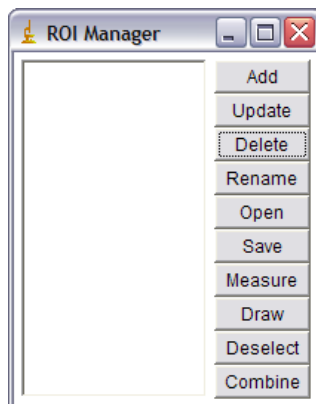 ROI Manager
Add
Update
Delete
Rename
Open
Save
Measure
Draw
Deselect
Combine